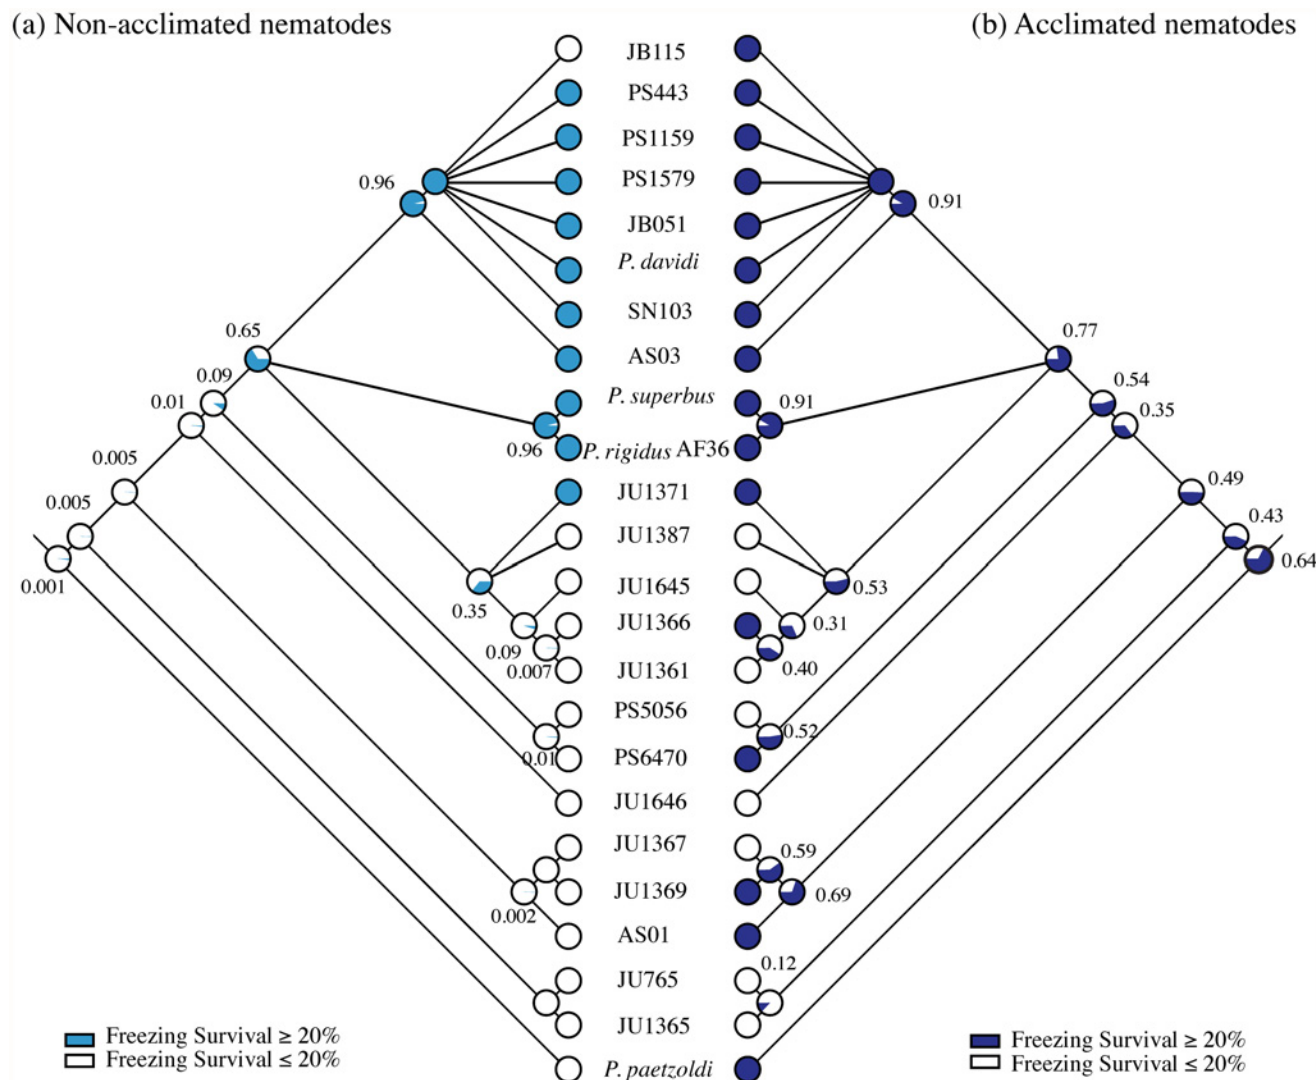 (a) Non-acclimated nematodes
(b) Acclimated nematodes
JB115
PS443
PS1159
0.96
PS1579
0.91
JB051
P. davidi
SN103
0.65
0.77
AS03
0.09
0.54
P. superbus
0.01
0.91
0.35
0.96
P. rigidus AF36
0.005
0.49
JU1371
0.005
0.43
JU1387
0.001
0.64
JU1645
0.35
0.53
JU1366
0.31
0.09
0.007
JU1361
0.40
PS5056
0.52
0.01
PS6470
JU1646
JU1367
0.59
JU1369
0.69
0.002
AS01
0.12
JU765
JU1365
Freezing Survival ≥ 20%
Freezing Survival ≤ 20%
Freezing Survival ≥ 20%
Freezing Survival ≤ 20%
P. paetzoldi